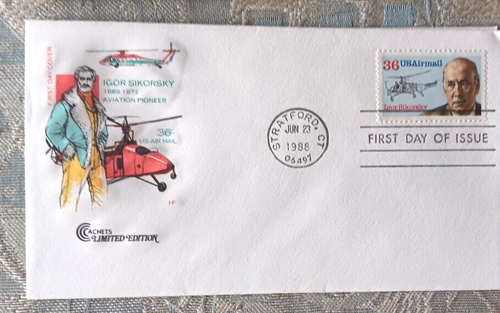 FIRST DAY COVER
IGOR SIKORSKY
1889-1972
AVIATION PIONEER
36¢
US AIR MAIL
CACHETS
LIMITED EDITION
STRATFORD, CT
JUN 23
1988
06497
36 USAirmail
Igor Sikorsky
FIRST DAY OF ISSUE